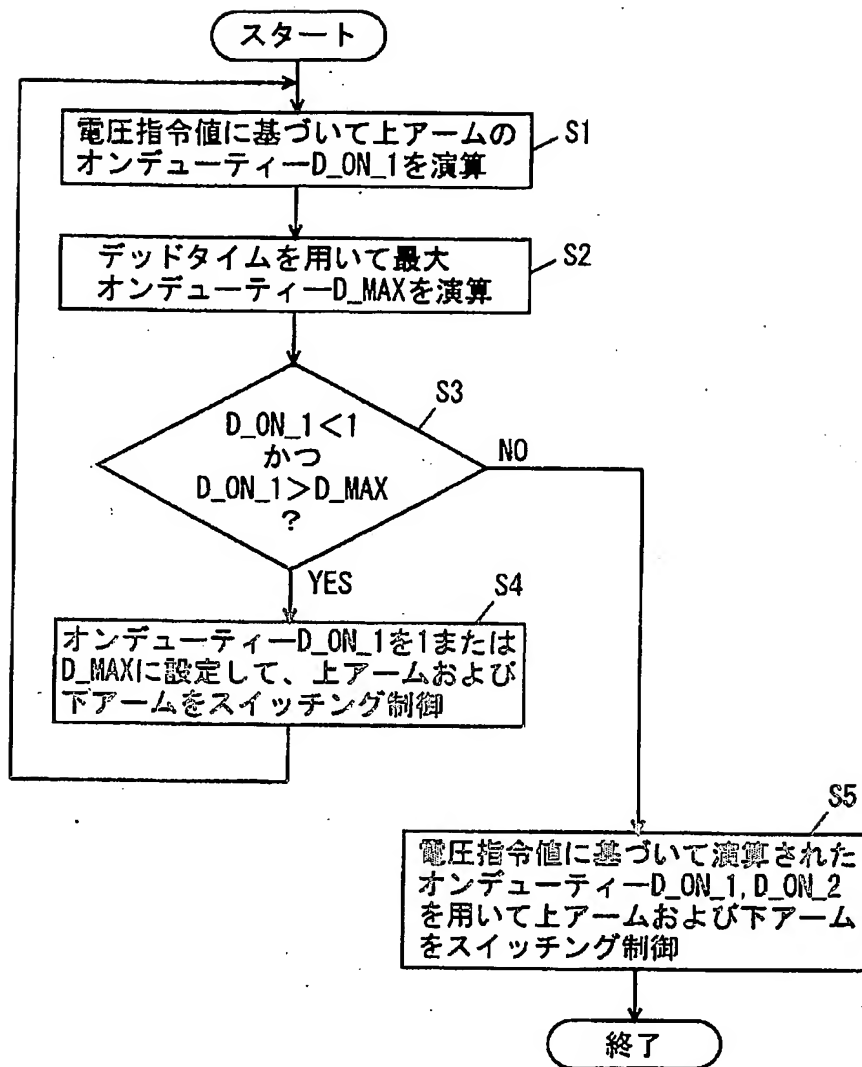 スタート
電圧指令値に基づいて上アームの
オンデューティーD_ON_1を演算
S1
デッドタイムを用いて最大
オンデューティーD_MAXを演算
S2
S3
D_ON_1<1
かつ
D_ON_1>D_MAX
?
NO
YES
S4
オンデューティーD_ON_1を1または
D_MAXに設定して、上アームおよび
下アームをスイッチング制御
S5
電圧指令値に基づいて演算された
オンデューティーD_ON_1,D_ON_2
を用いて上アームおよび下アーム
をスイッチング制御
終了